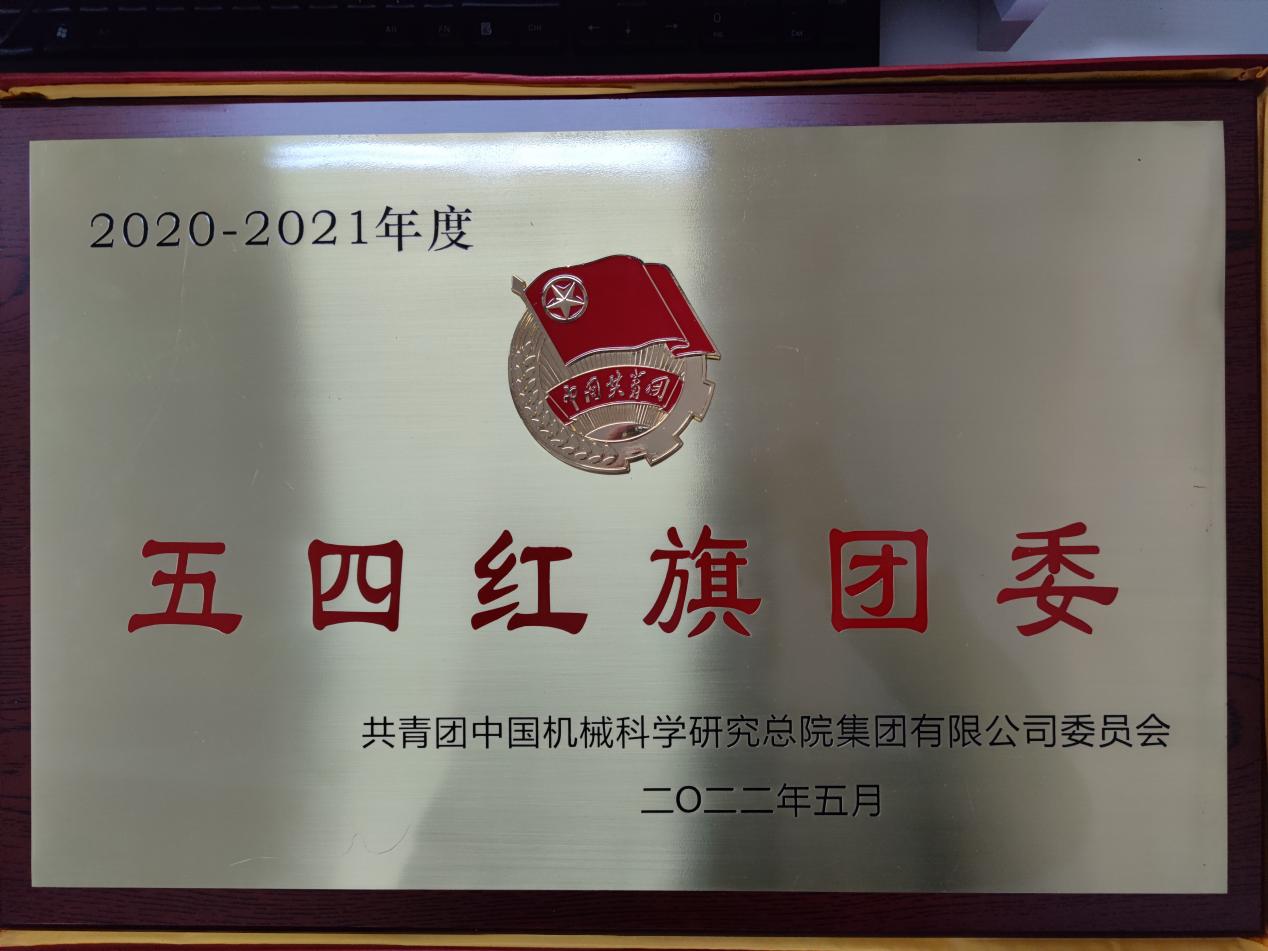 2020-2021年度
中国共青团
五四红旗团委
共青团中国机械科学研究总院集团有限公司委员会
二〇二二年五月